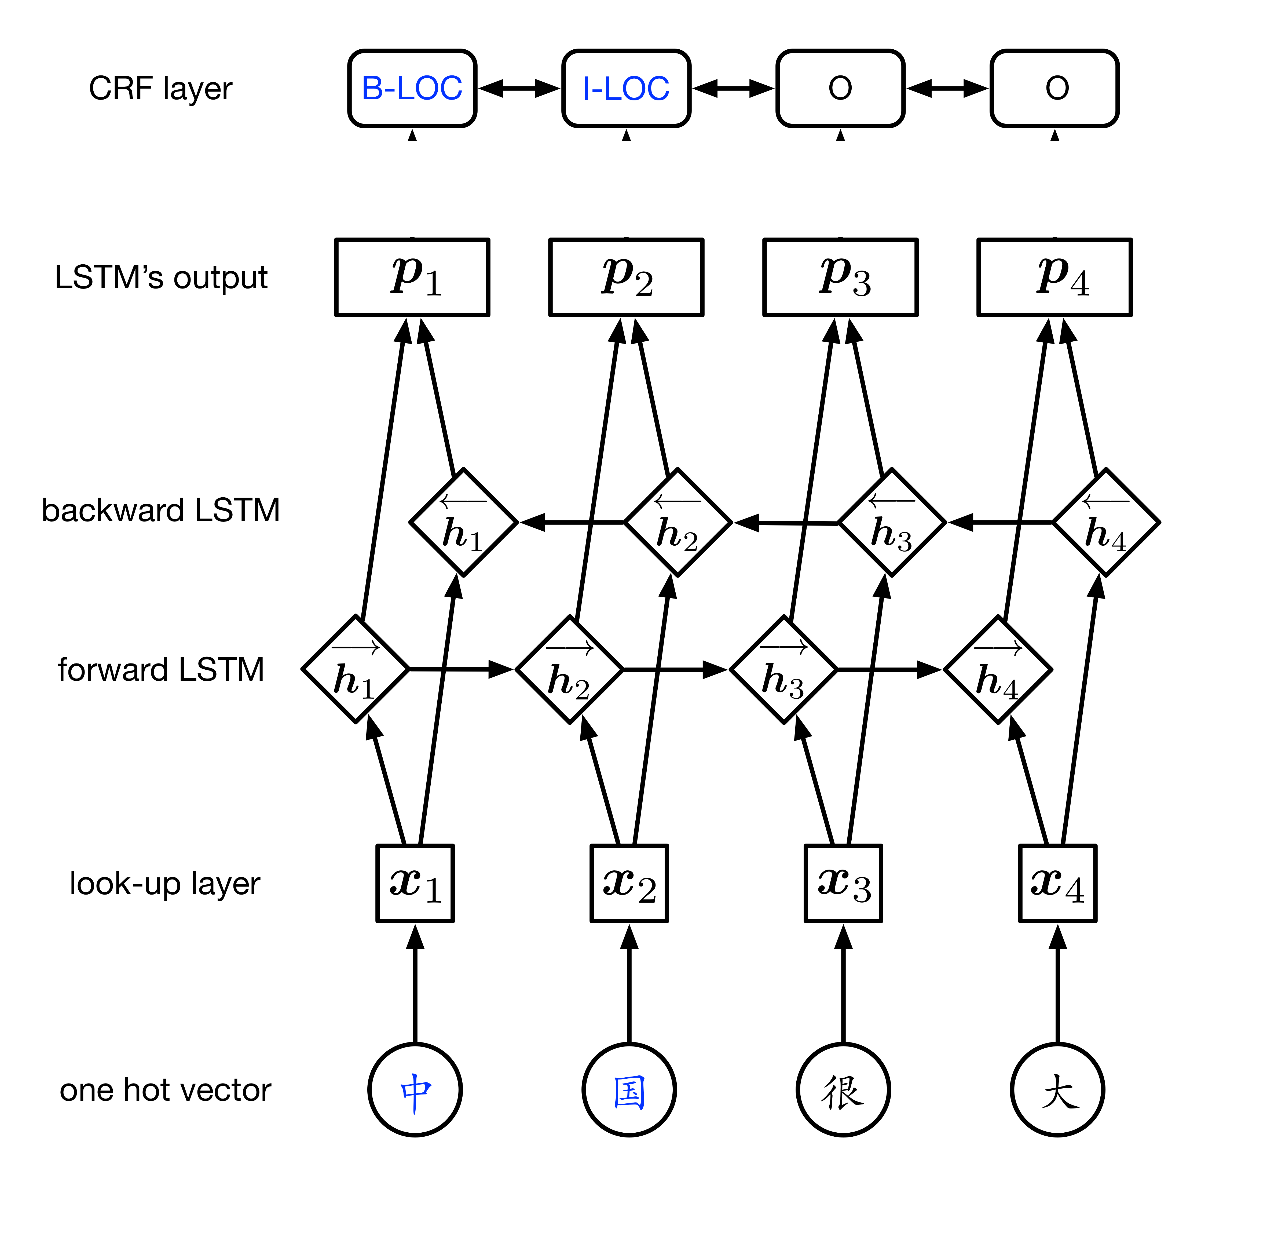 CRF layer B-LOC I-LOC O O
LSTM's output p1 p2 p3 p4
backward LSTM h1 h2 h3 h4
forward LSTM h1 h2 h3 h4
look-up layer x1 x2 x3 x4
one hot vector 中 国 很 大